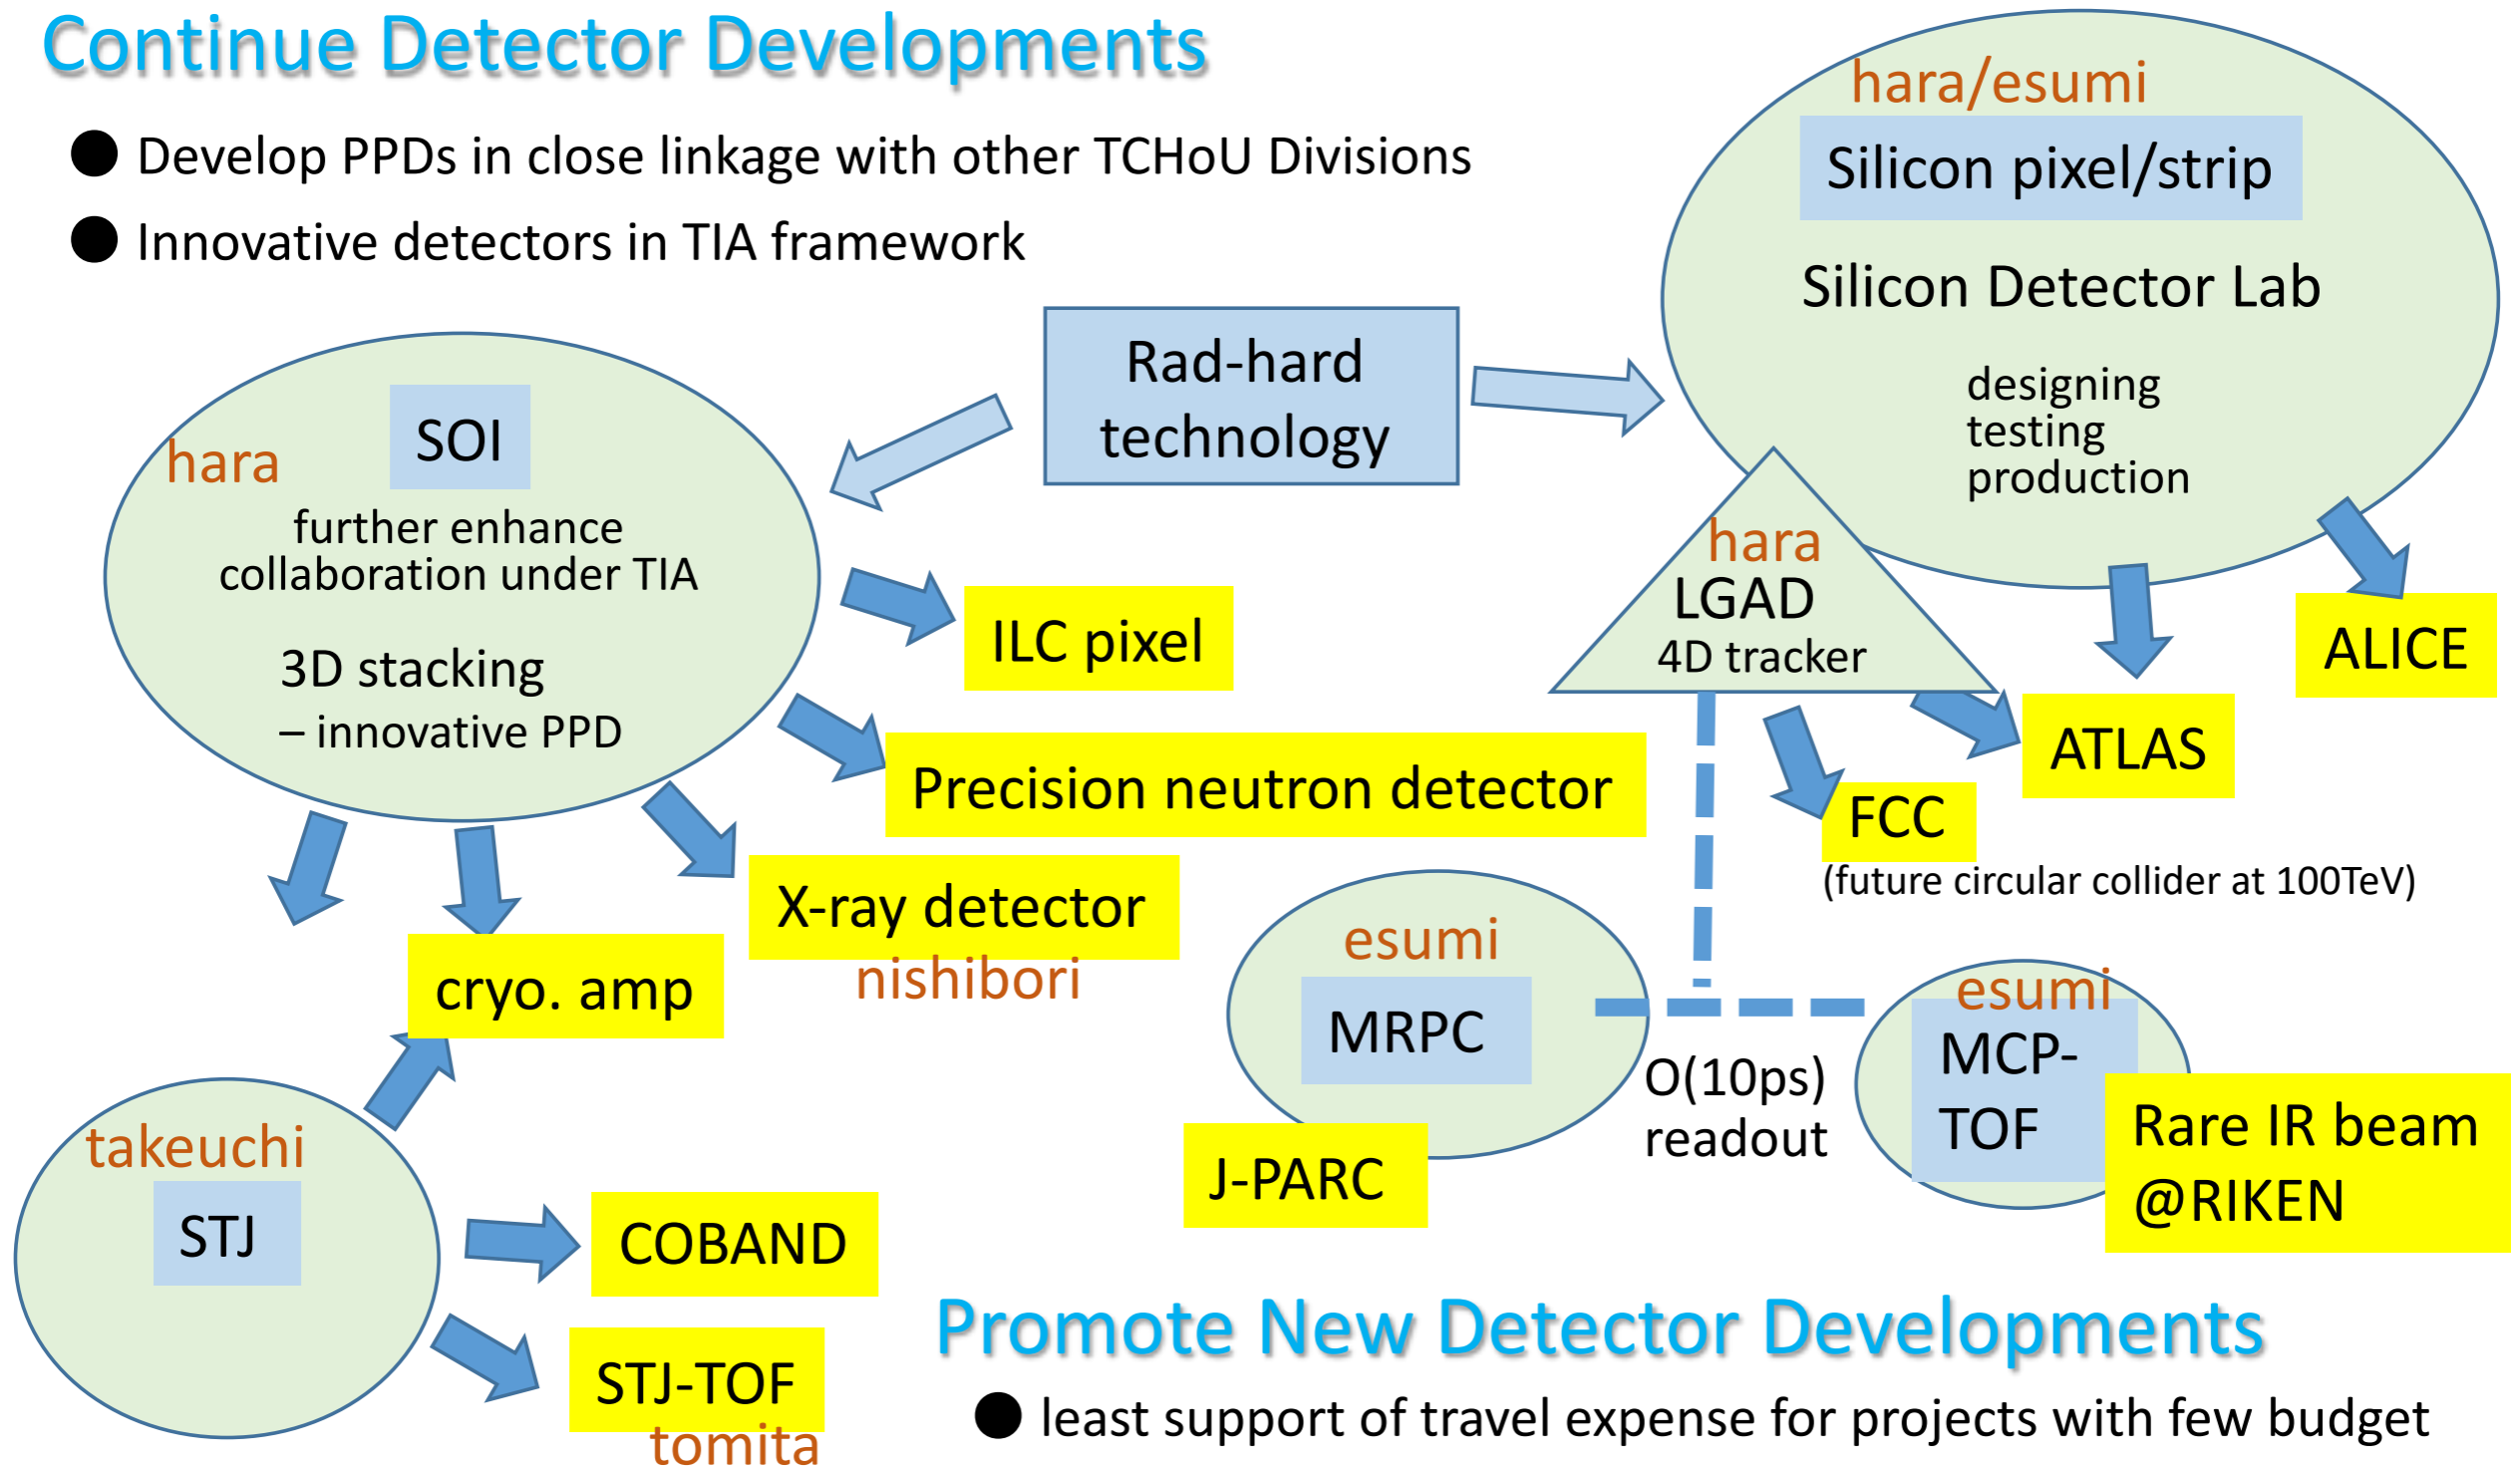 Continue Detector Developments
● Develop PPDs in close linkage with other TCHoU Divisions
● Innovative detectors in TIA framework
hara/esumi
Silicon pixel/strip
Silicon Detector Lab
designing
testing
production
Rad-hard
technology
SOI
hara
further enhance
collaboration under TIA
3D stacking
– innovative PPD
hara
LGAD
4D tracker
ILC pixel
ALICE
ATLAS
Precision neutron detector
FCC
(future circular collider at 100TeV)
X-ray detector
nishibori
cryo. amp
esumi
MRPC
J-PARC
O(10ps)
readout
esumi
MCP-
TOF
Rare IR beam
@RIKEN
takeuchi
STJ
COBAND
STJ-TOF
tomita
Promote New Detector Developments
● least support of travel expense for projects with few budget